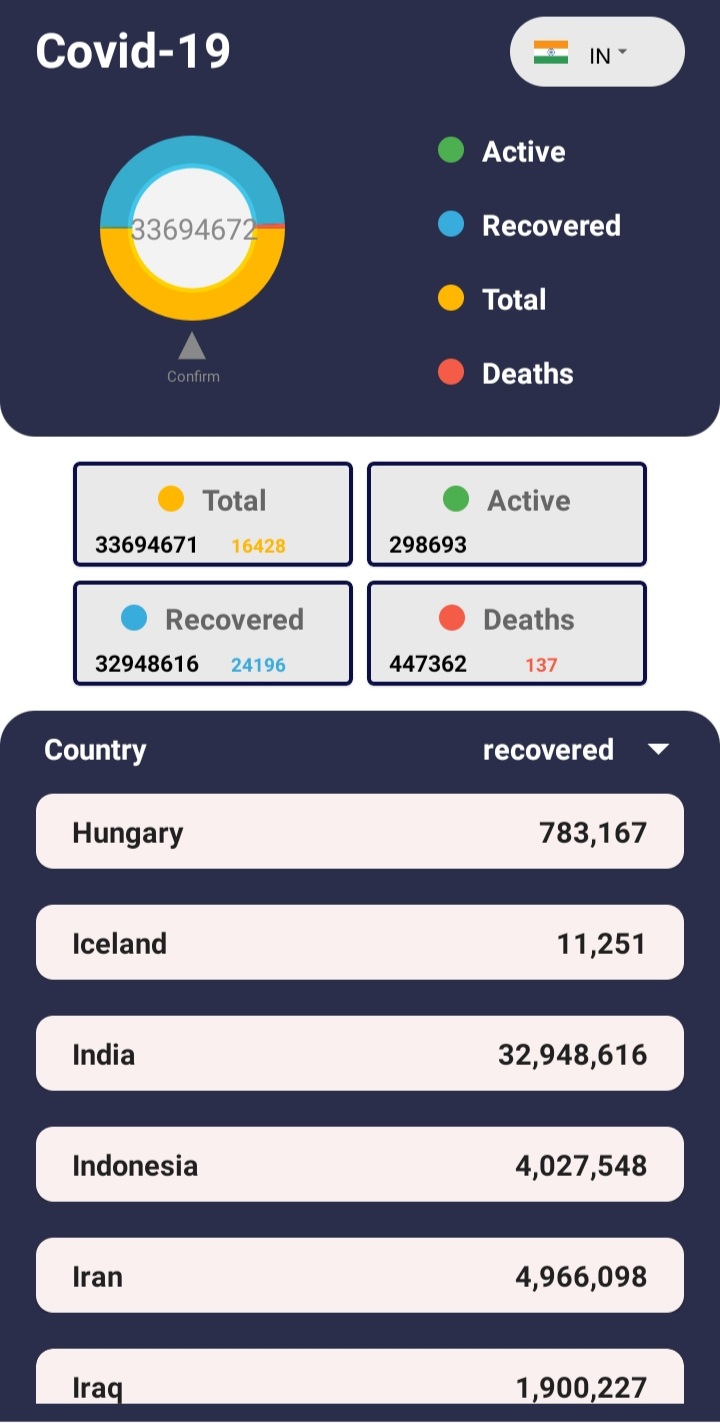 Covid-19
IN
33694672
Confirm
Active
Recovered
Total
Deaths
Total
33694671 16428
Active
298693
Recovered
32948616 24196
Deaths
447362 137
Country recovered
Hungary 783,167
Iceland 11,251
India 32,948,616
Indonesia 4,027,548
Iran 4,966,098
Iraq 1,900,227